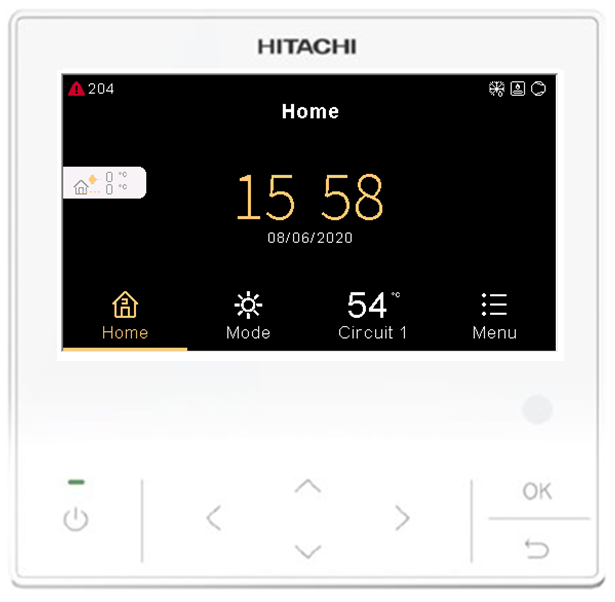 HITACHI
204
Home
0 °C
0 °C
15 58
08/06/2020
Home
Mode
54 °C
Circuit 1
Menu
OK